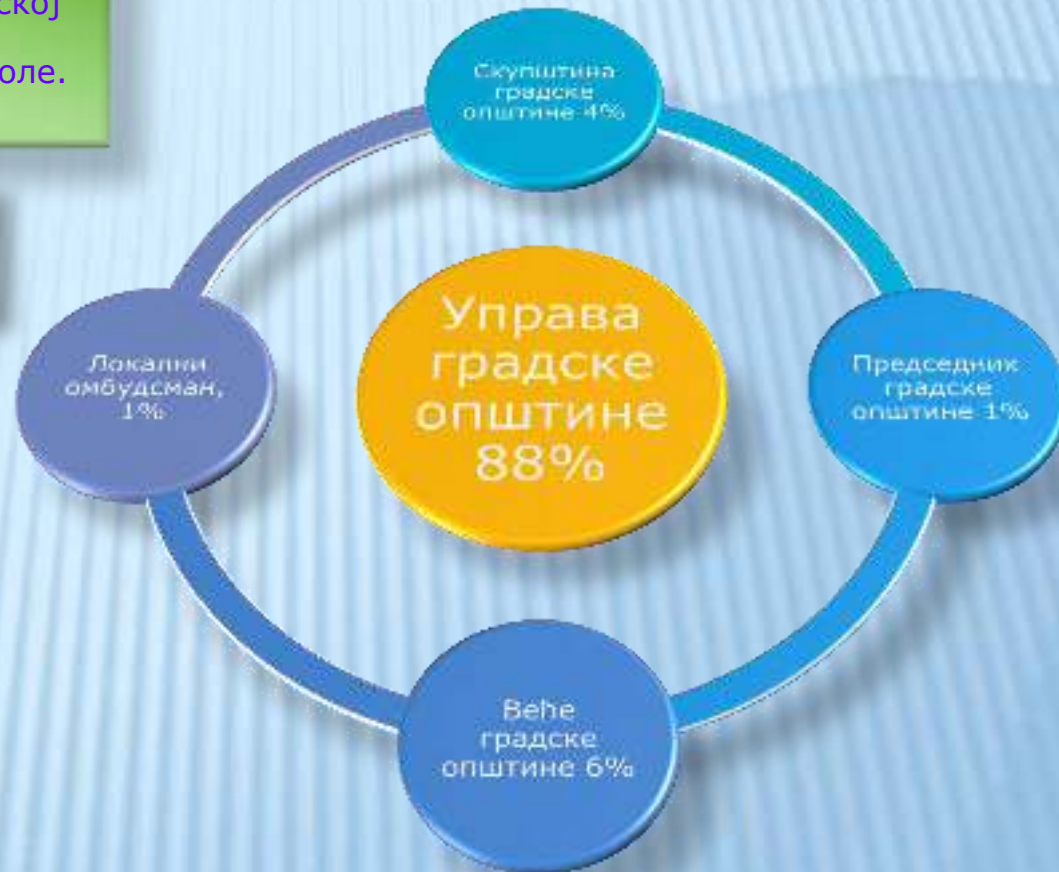 ској
оле.
Скупштина
градске
општине 4%
Управа
градске
општине
88%
Локални
омбудсман,
1%
Председник
градске
општине 1%
Веће
градске
општине 6%